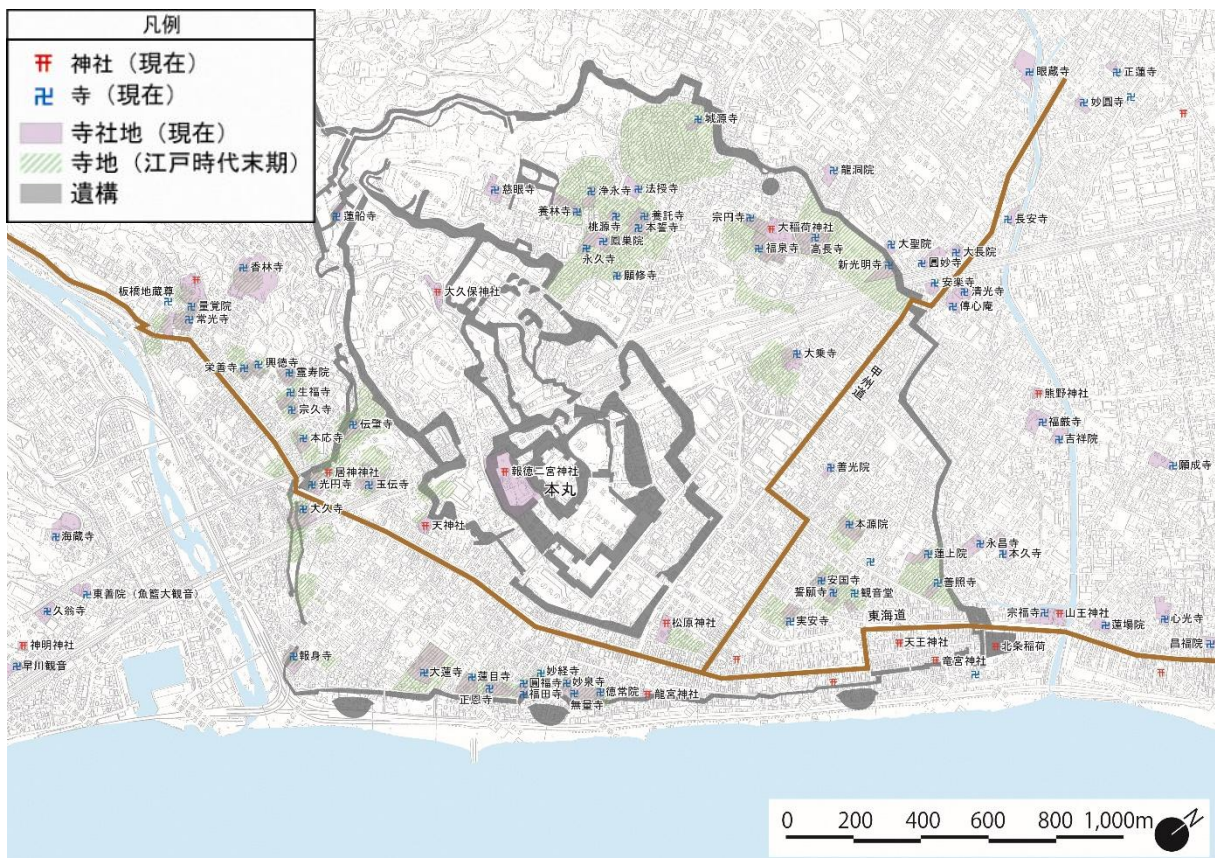 凡例
神社（現在）
寺（現在）
寺社地（現在）
寺地（江戸時代末期）
遺構
眼蔵寺
正蓮寺
妙圓寺
城源寺
龍洞院
慈眼寺
浄永寺
法授寺
養林寺
養託寺
桃源寺
本誓寺
鳳巣院
永久寺
願修寺
宗円寺
大稲荷神社
福泉寺
高長寺
長安寺
大聖院
大長院
圓妙寺
新光明寺
安楽寺
清光寺
傳心庵
蓮船寺
香林寺
板橋地蔵尊
量覚院
常光寺
大久保神社
栄善寺
興徳寺
霊寿院
生福寺
宗久寺
伝肇寺
本応寺
居神神社
光円寺
玉伝寺
大久寺
天神社
報徳二宮神社
本丸
大乗寺
甲州道
熊野神社
福厳寺
吉祥院
願成寺
善光院
本源院
蓮上院
永昌寺
本久寺
安国寺
誓願寺
観音堂
善照寺
海蔵寺
東善院（魚籃大観音）
久翁寺
神明神社
早川観音
実安寺
東海道
松原神社
宗福寺
山王神社
蓮場院
心光寺
昌福院
天王神社
北条稲荷
竜宮神社
報身寺
大蓮寺
蓮目寺
正恩寺
妙経寺
圓福寺
妙泉寺
福田寺
徳常院
無量寺
龍宮神社
0 200 400 600 800 1,000m
N